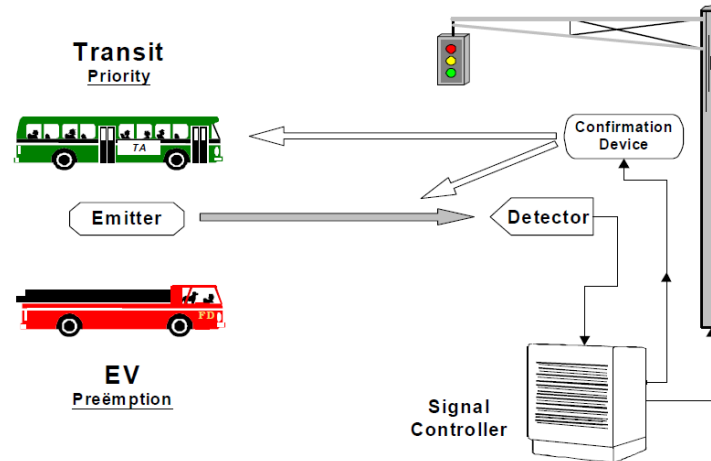 Transit
Priority
TA
Confirmation
Device
Emitter
Detector
FD
EV
Preëmption
Signal
Controller